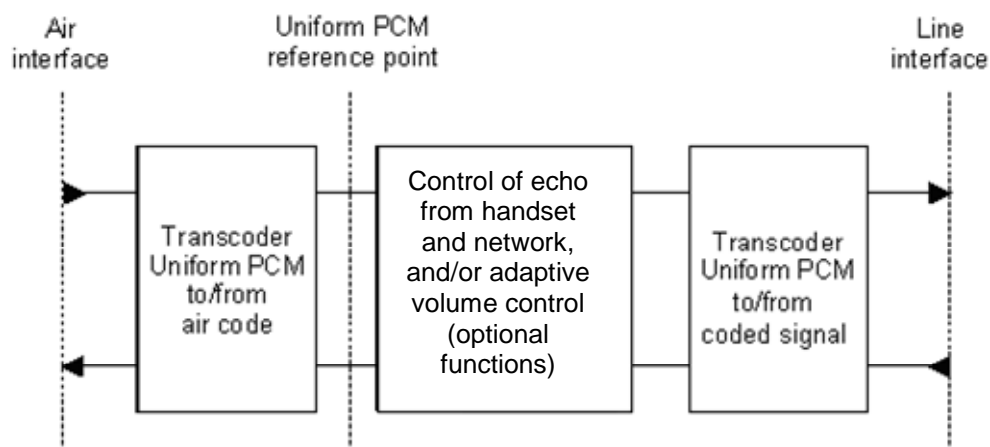 Air
interface
Uniform PCM
reference point
Line
interface
Transcoder
Uniform PCM
to/from
air code
Control of echo
from handset
and network,
and/or adaptive
volume control
(optional
functions)
Transcoder
Uniform PCM
to/from
coded signal